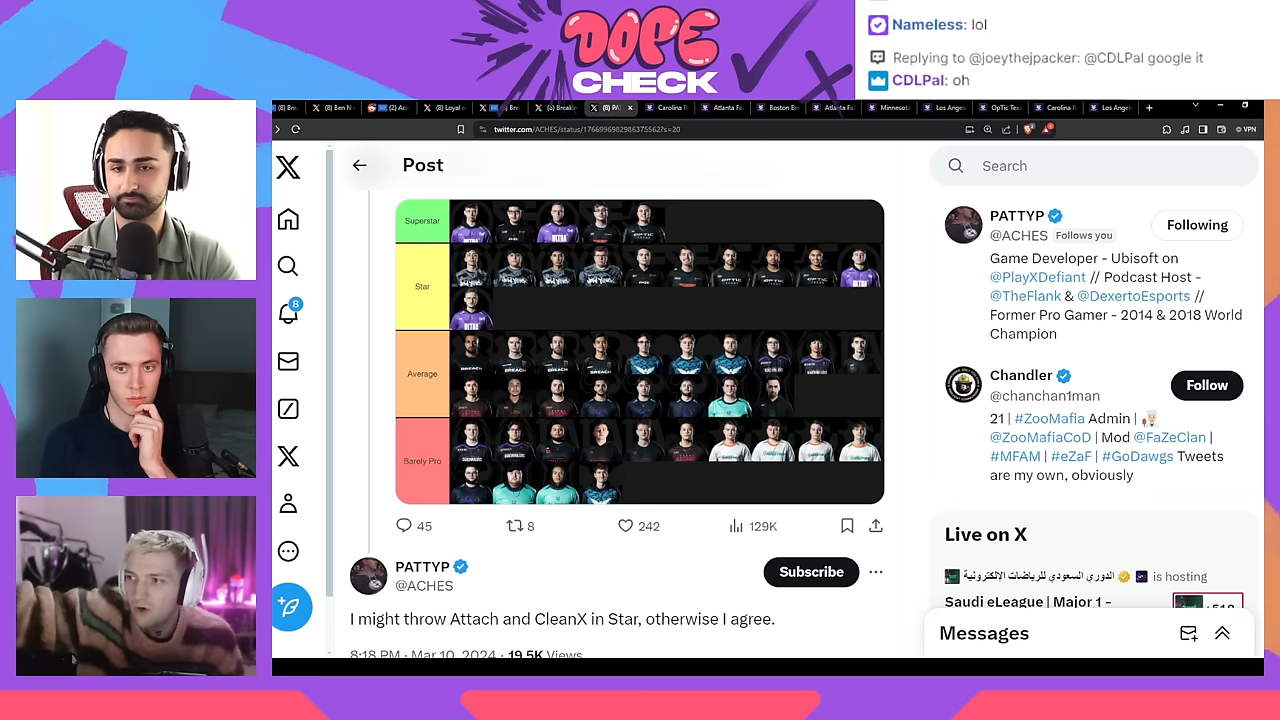 DOPE
CHECK
Nameless: lol
Replying to @joeythejpacker: @CDLPal google it
CDLPal: oh
twitter.com/ACHES/status/1766996982986375562?s=20
VPN
Post
Search
Superstar
Star
Average
Barely Pro
45
8
242
129K
PATTYP
@ACHES
Subscribe
I might throw Attach and CleanX in Star, otherwise I agree.
8:18 PM · Mar 10, 2024 · 19.5K Views
8
PATTYP
@ACHES Follows you
Following
Game Developer - Ubisoft on
@PlayXDefiant // Podcast Host -
@TheFlank & @DexertoEsports //
Former Pro Gamer - 2014 & 2018 World
Champion
Chandler
@chanchan1man
Follow
21 | #ZooMafia Admin |
@ZooMafiaCoD | Mod @FaZeClan |
#MFAM | #eZaF | #GoDawgs Tweets
are my own, obviously
Live on X
الدوري السعودي للرياضات الإلكترونية is hosting
Saudi eLeague | Major 1 -
Messages